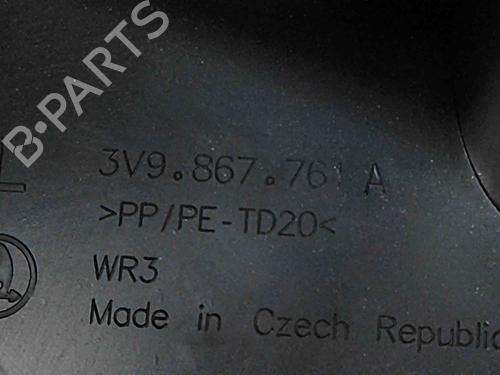 B-PARTS
L
3V9.867.761 A
>PP/PE-TD20<
WR3
Made in Czech Republic